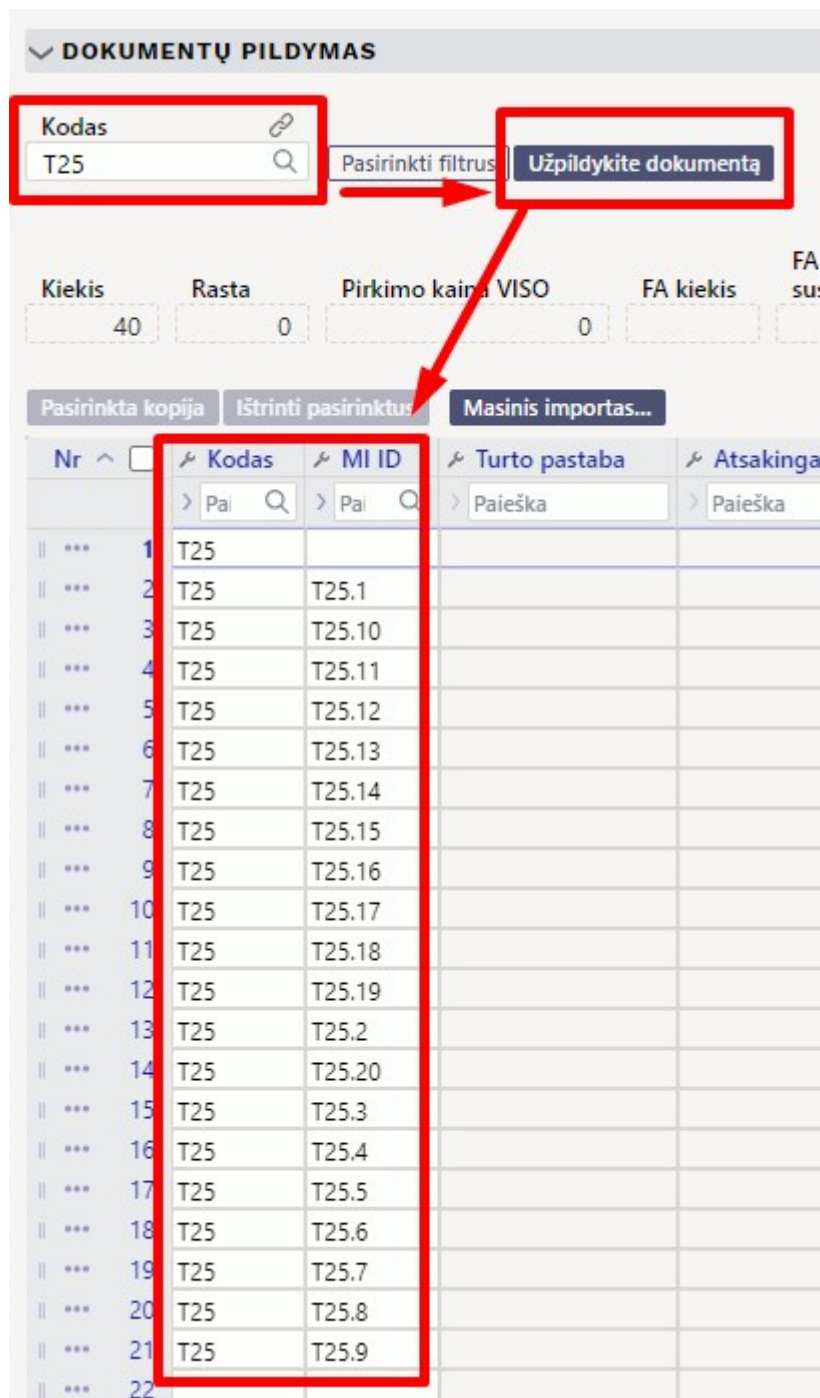 DOKUMENTŲ PILDYMAS
Kodas
T25 Pasirinkti filtrus Užpildykite dokumentą
FA
Kiekis Rasta Pirkimo kaina VISO FA kiekis sus
40 0 0
Pasirinkta kopija Ištrinti pasirinktus Masinis importas...
Nr Kodas MI ID Turto pastaba Atsakinga
Pai Pai Paieška Paieška
1 T25
2 T25 T25.1
3 T25 T25.10
4 T25 T25.11
5 T25 T25.12
6 T25 T25.13
7 T25 T25.14
8 T25 T25.15
9 T25 T25.16
10 T25 T25.17
11 T25 T25.18
12 T25 T25.19
13 T25 T25.2
14 T25 T25.20
15 T25 T25.3
16 T25 T25.4
17 T25 T25.5
18 T25 T25.6
19 T25 T25.7
20 T25 T25.8
21 T25 T25.9
22